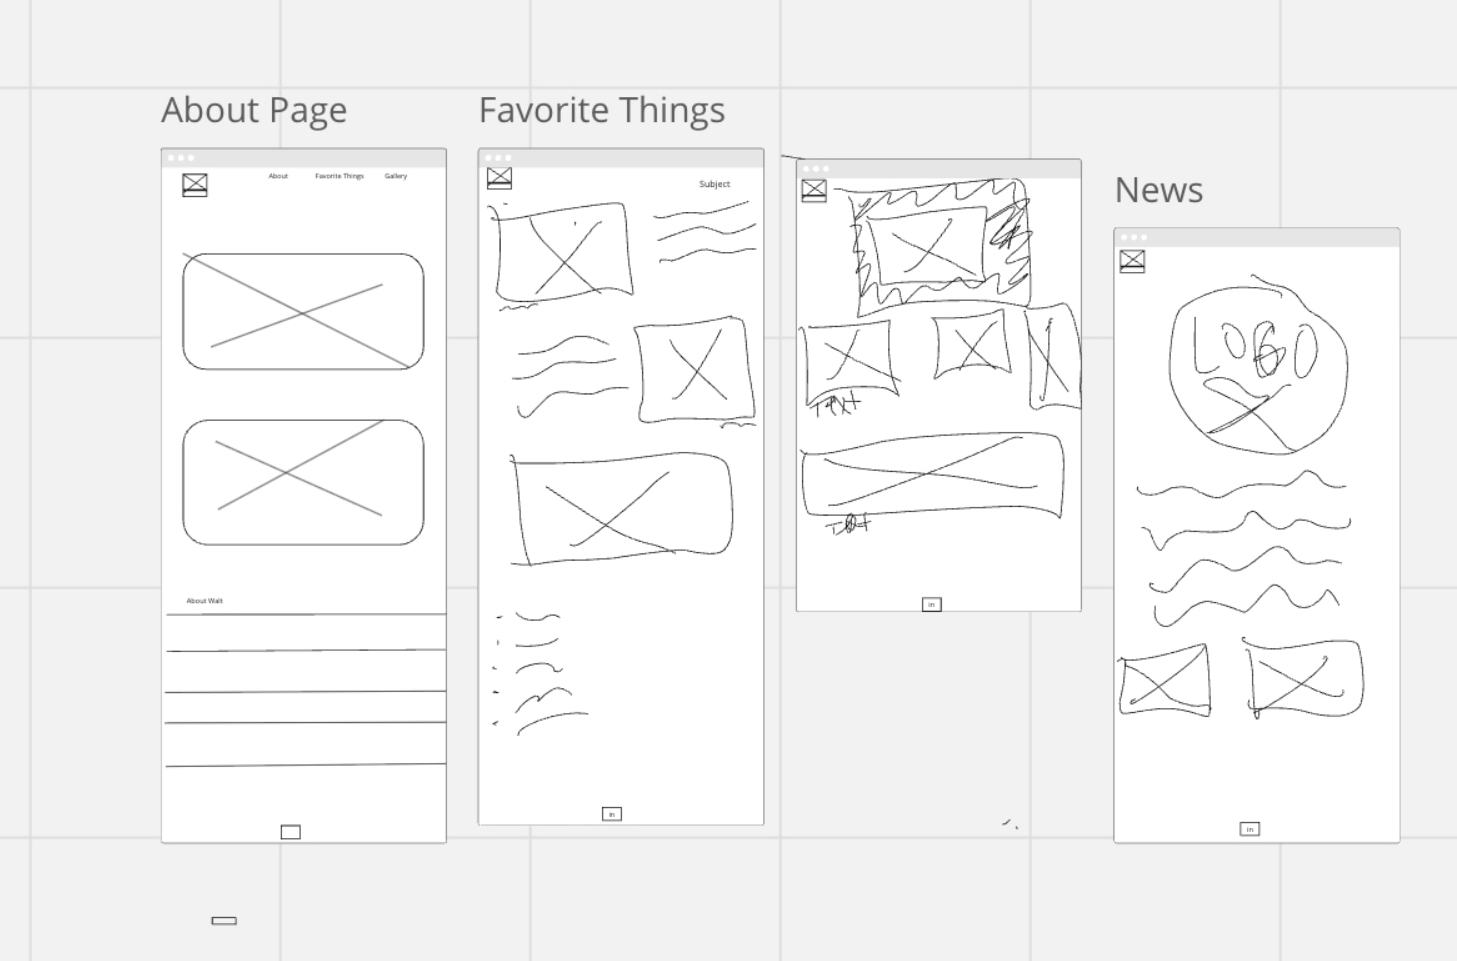 About Page
Favorite Things
News
About Favorite Things Gallery
About Walt
Subject
in
Text
Text
in
LOGO
in